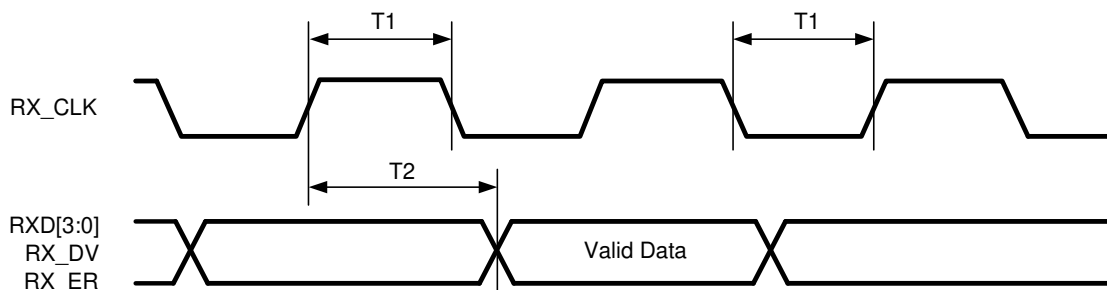 T1
T1
RX_CLK
T2
RXD[3:0]
RX_DV
Valid Data
RX_ER